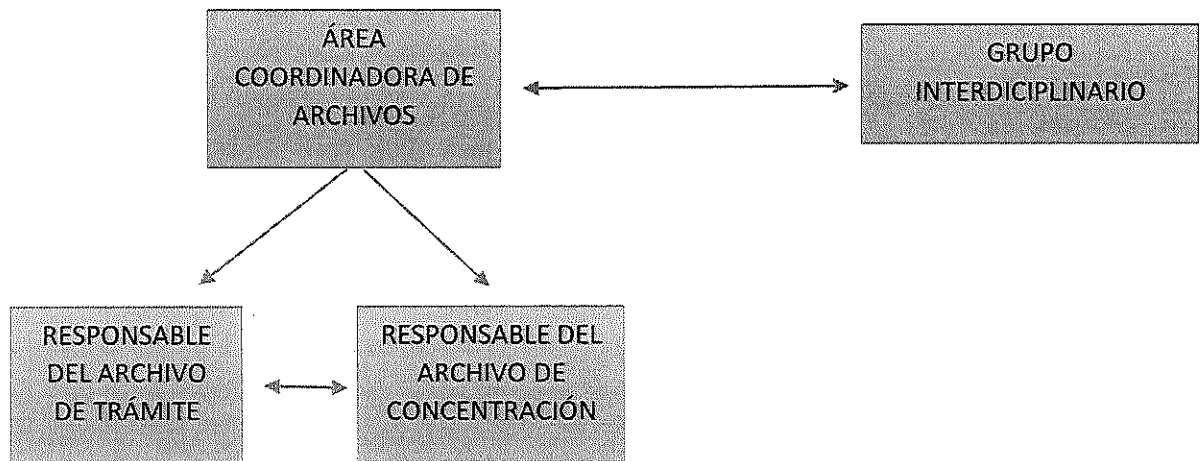 ÁREA
COORDINADORA DE
ARCHIVOS
GRUPO
INTERDICIPLINARIO
RESPONSABLE
DEL ARCHIVO
DE TRÁMITE
RESPONSABLE DEL
ARCHIVO DE
CONCENTRACIÓN